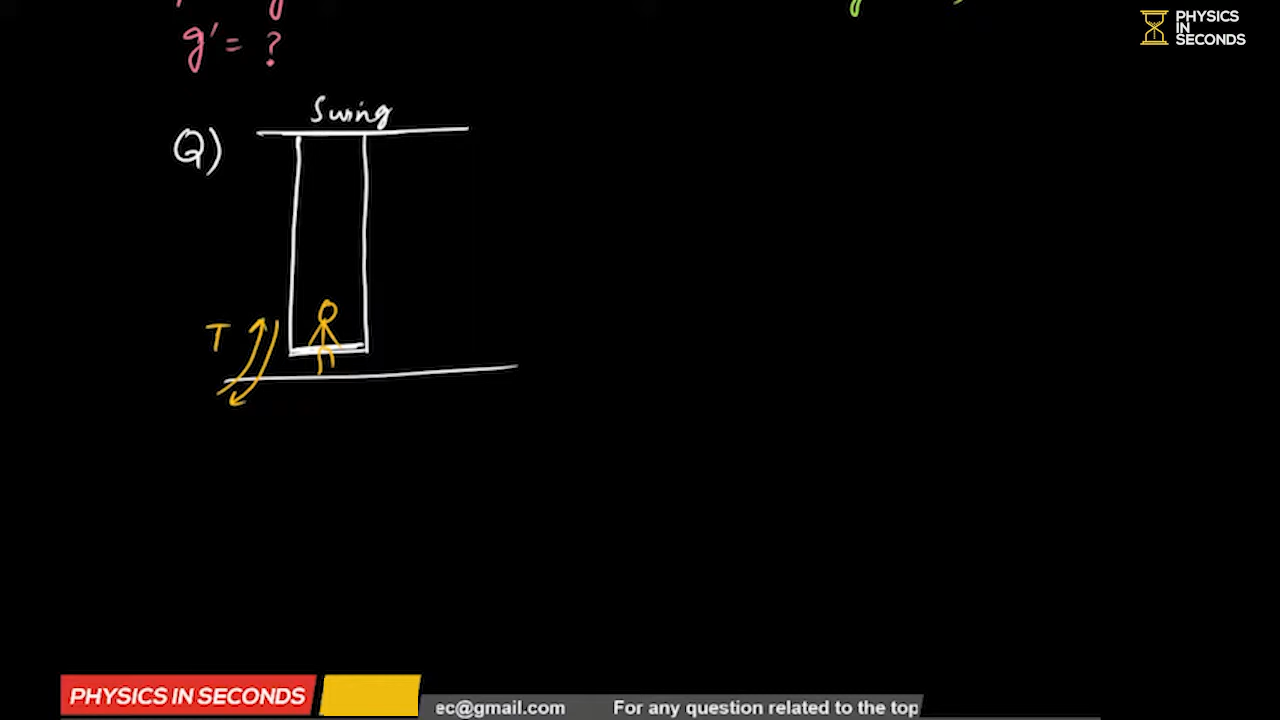 PHYSICS
IN
SECONDS
g' = ?
Swing
Q)
T
PHYSICS IN SECONDS
ec@gmail.com For any question related to the top